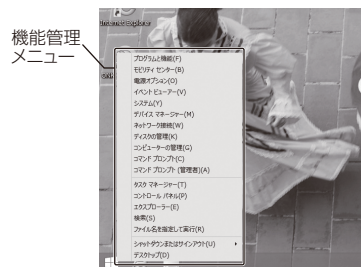 Internet Explorer
機能管理
メニュー
プログラムと機能(F)
モビリティ センター(B)
電源オプション(O)
イベント ビューアー(V)
システム(Y)
デバイス マネージャー(M)
ネットワーク接続(W)
ディスクの管理(K)
コンピューターの管理(G)
コマンド プロンプト(C)
コマンド プロンプト (管理者)(A)
タスク マネージャー(T)
コントロール パネル(P)
エクスプローラー(E)
検索(S)
ファイル名を指定して実行(R)
シャットダウンまたはサインアウト(U)
デスクトップ(D)